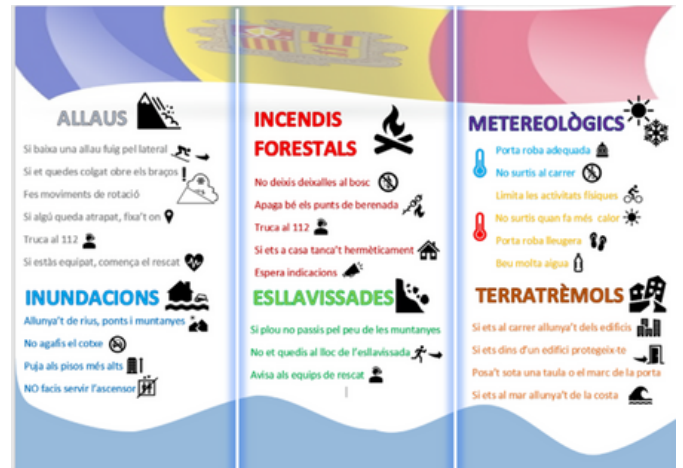 ALLAUS
Si baixa una allau fuig pel lateral
Si et quedes colgat obre els braços
Fes moviments de rotació
Si algú queda atrapat, fixa't on
Truca al 112
Si estàs equipat, comença el rescat
INUNDACIONS
Allunya't de rius, ponts i muntanyes
No agafis el cotxe
Puja als pisos més alts
NO facis servir l'ascensor
INCENDIS
FORESTALS
No deixis deixalles al bosc
Apaga bé els punts de berenada
Truca al 112
Si ets a casa tanca't hermèticament
Espera indicacions
ESLLAVISSADES
Si plou no passis pel peu de les muntanyes
No et quedis al lloc de l'esllavissada
Avisa als equips de rescat
METEREOLÒGICS
Porta roba adequada
No surtis al carrer
Limita les activitats físiques
No surtis quan fa més calor
Porta roba lleugera
Beu molta aigua
TERRATRÈMOLS
Si ets al carrer allunya't dels edificis
Si ets dins d'un edifici protegeix-te
Posa't sota una taula o el marc de la porta
Si ets al mar allunya't de la costa